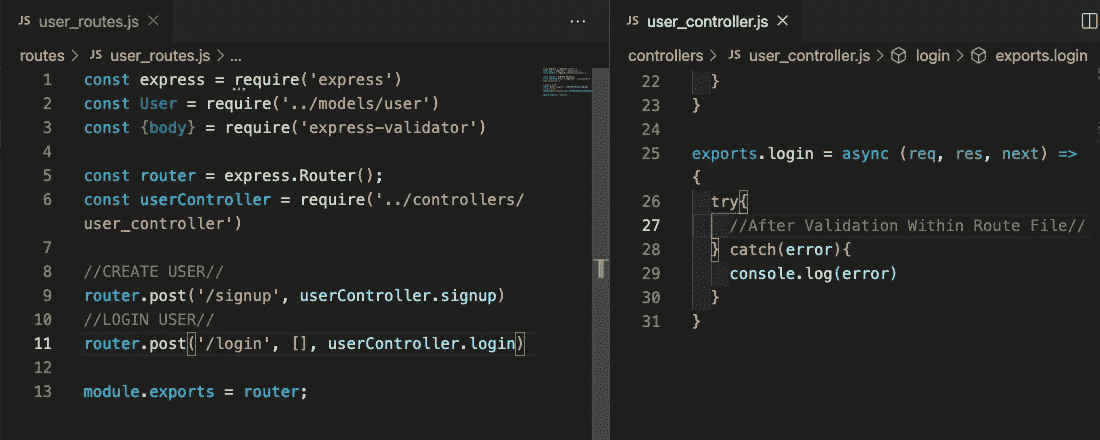 JS user_routes.js ×
routes > JS user_routes.js > ...
1 const express = require('express')
2 const User = require('../models/user')
3 const {body} = require('express-validator')
4
5 const router = express.Router();
6 const userController = require('../controllers/
user_controller')
7
8 //CREATE USER//
9 router.post('/signup', userController.signup)
10 //LOGIN USER//
11 router.post('/login', [], userController.login)
12
13 module.exports = router;
JS user_controller.js ×
controllers > JS user_controller.js > login > exports.login
22 }
23 }
24
25 exports.login = async (req, res, next) =>
{
26 try{
27 //After Validation Within Route File//
28 } catch(error){
29 console.log(error)
30 }
31 }